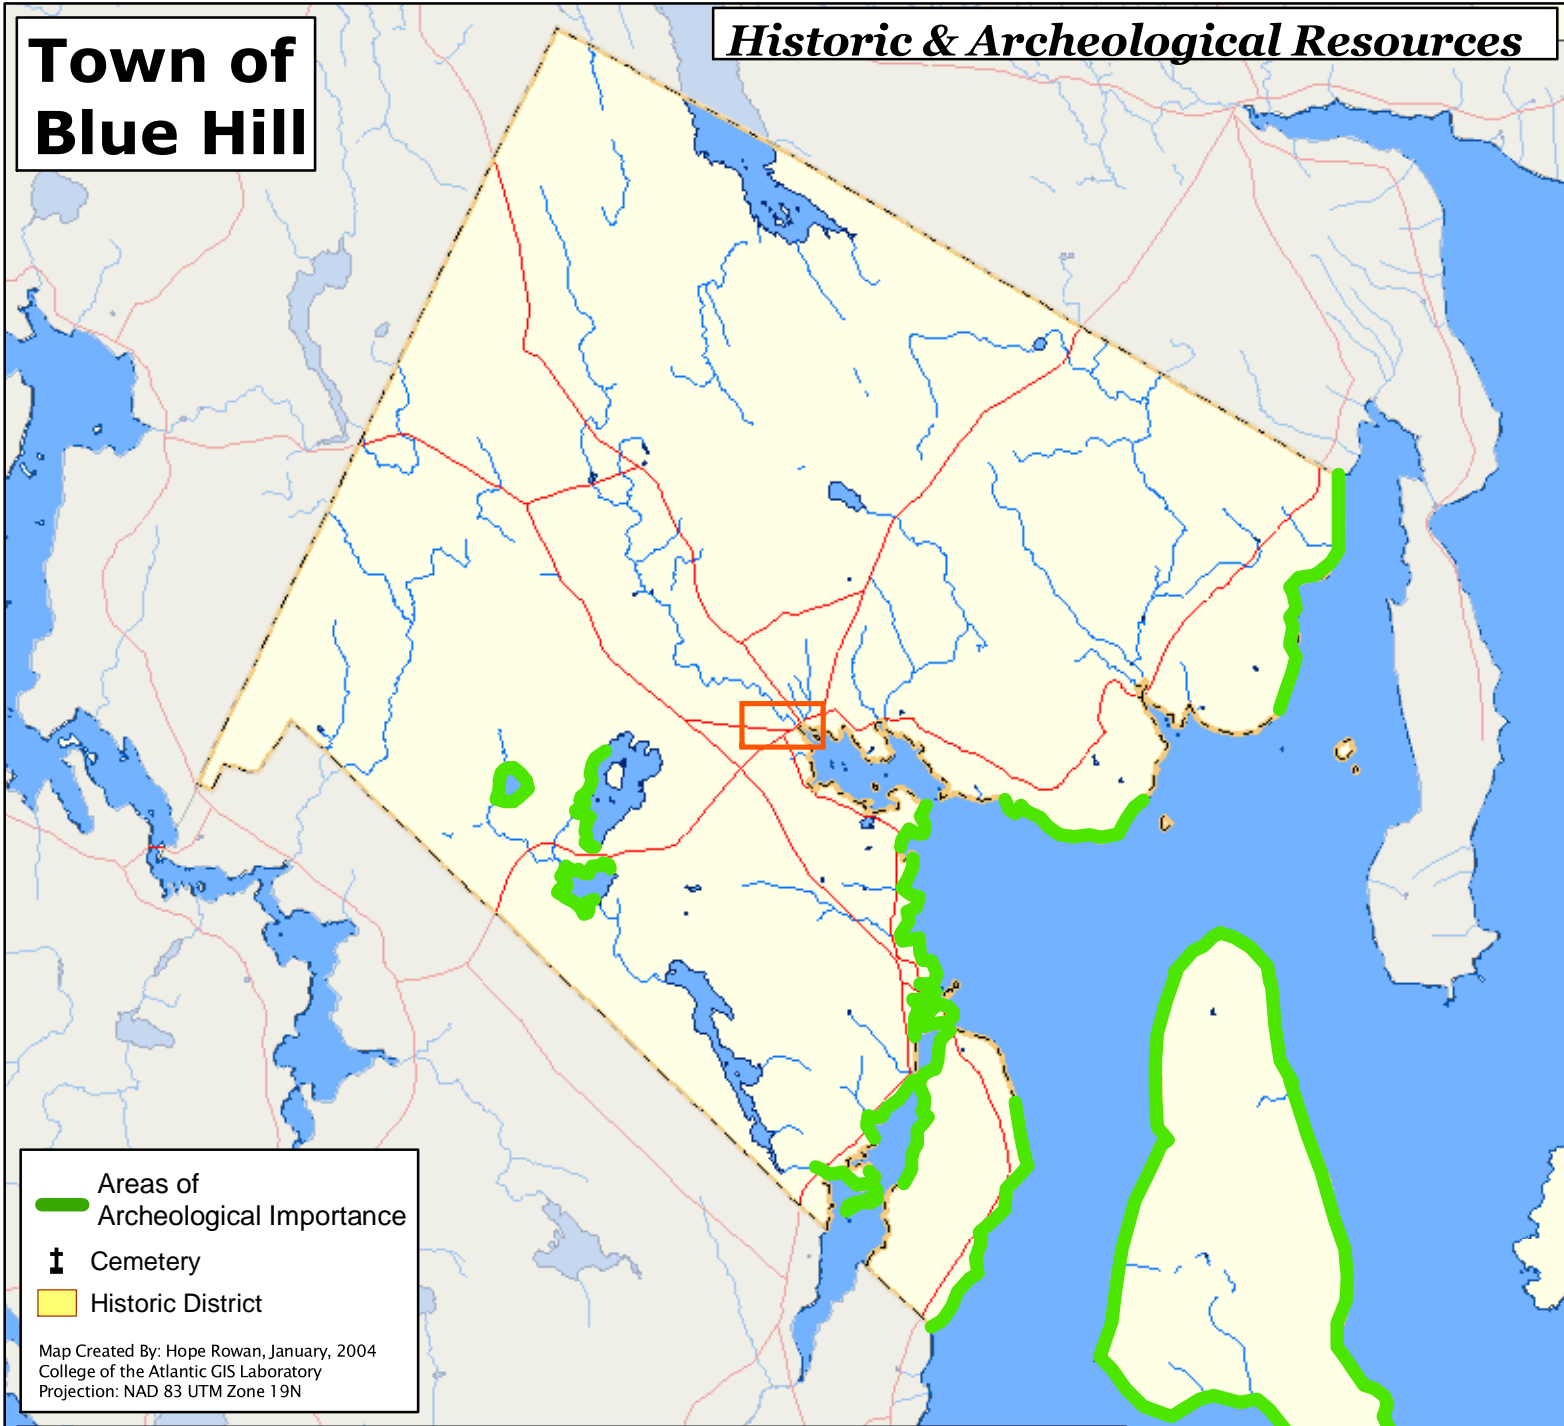 Town of
Blue Hill
Historic & Archeological Resources
Areas of
Archeological Importance
Cemetery
Historic District
Map Created By: Hope Rowan, January, 2004
College of the Atlantic GIS Laboratory
Projection: NAD 83 UTM Zone 19N